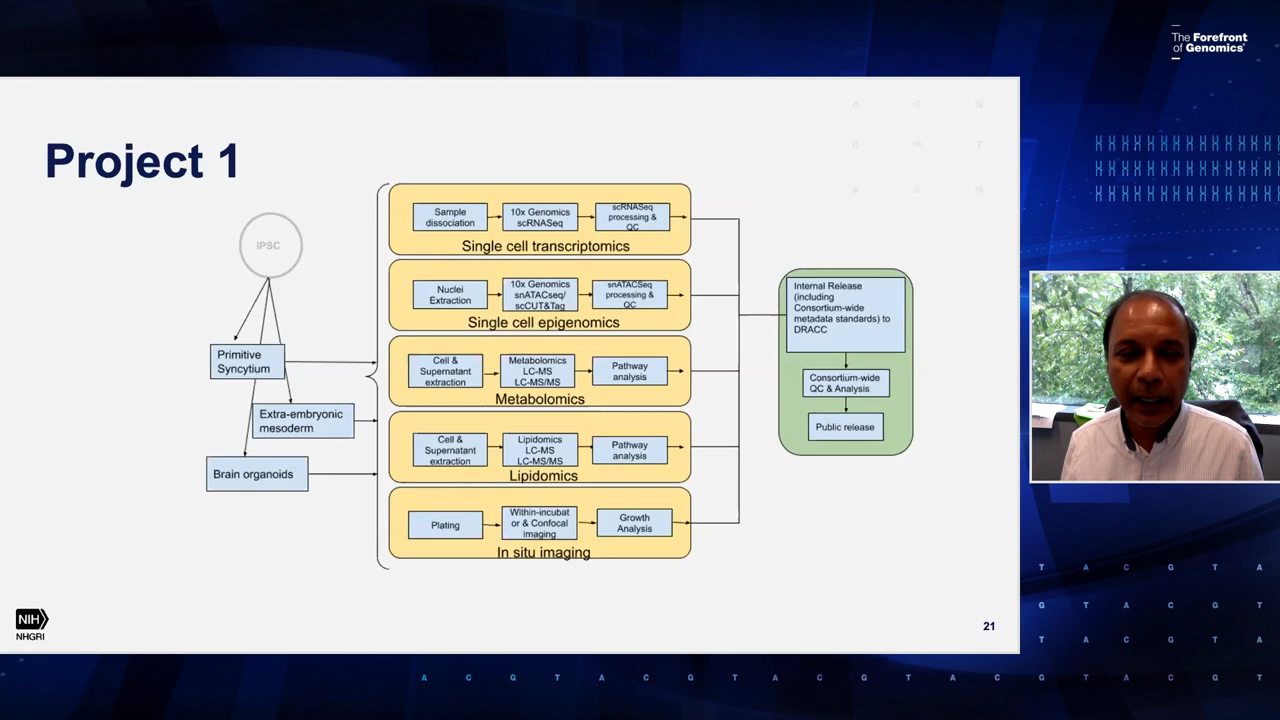 The Forefront
of Genomics®
A C G
C G T
A C G
Project 1
iPSC
Primitive
Syncytium
Extra-embryonic
mesoderm
Brain organoids
Sample
dissociation
10x Genomics
scRNASeq
scRNASeq
processing &
QC
Single cell transcriptomics
Nuclei
Extraction
10x Genomics
snATACseq/
scCUT&Tag
snATACSeq
processing &
QC
Single cell epigenomics
Cell &
Supernatant
extraction
Metabolomics
LC-MS
LC-MS/MS
Pathway
analysis
Metabolomics
Cell &
Supernatant
extraction
Lipidomics
LC-MS
LC-MS/MS
Pathway
analysis
Lipidomics
Plating
Within-incubat
or & Confocal
imaging
Growth
Analysis
In situ imaging
Internal Release
(including
Consortium-wide
metadata standards) to
DRACC
Consortium-wide
QC & Analysis
Public release
NIH
NHGRI
21
T A C G T A
G T A C G T
T A C G T A
A C G T A C G T A C G T A C G T A C G T